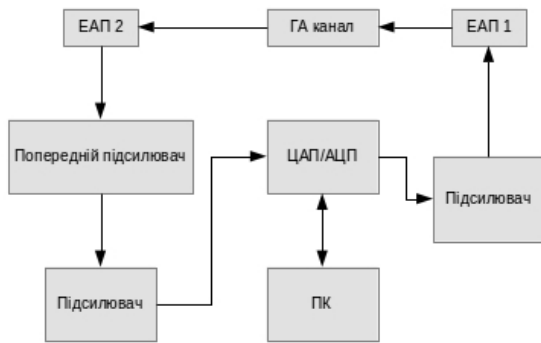 ЕАП 2
ГА канал
ЕАП 1
Попередній підсилювач
ЦАП/АЦП
Підсилювач
Підсилювач
ПК